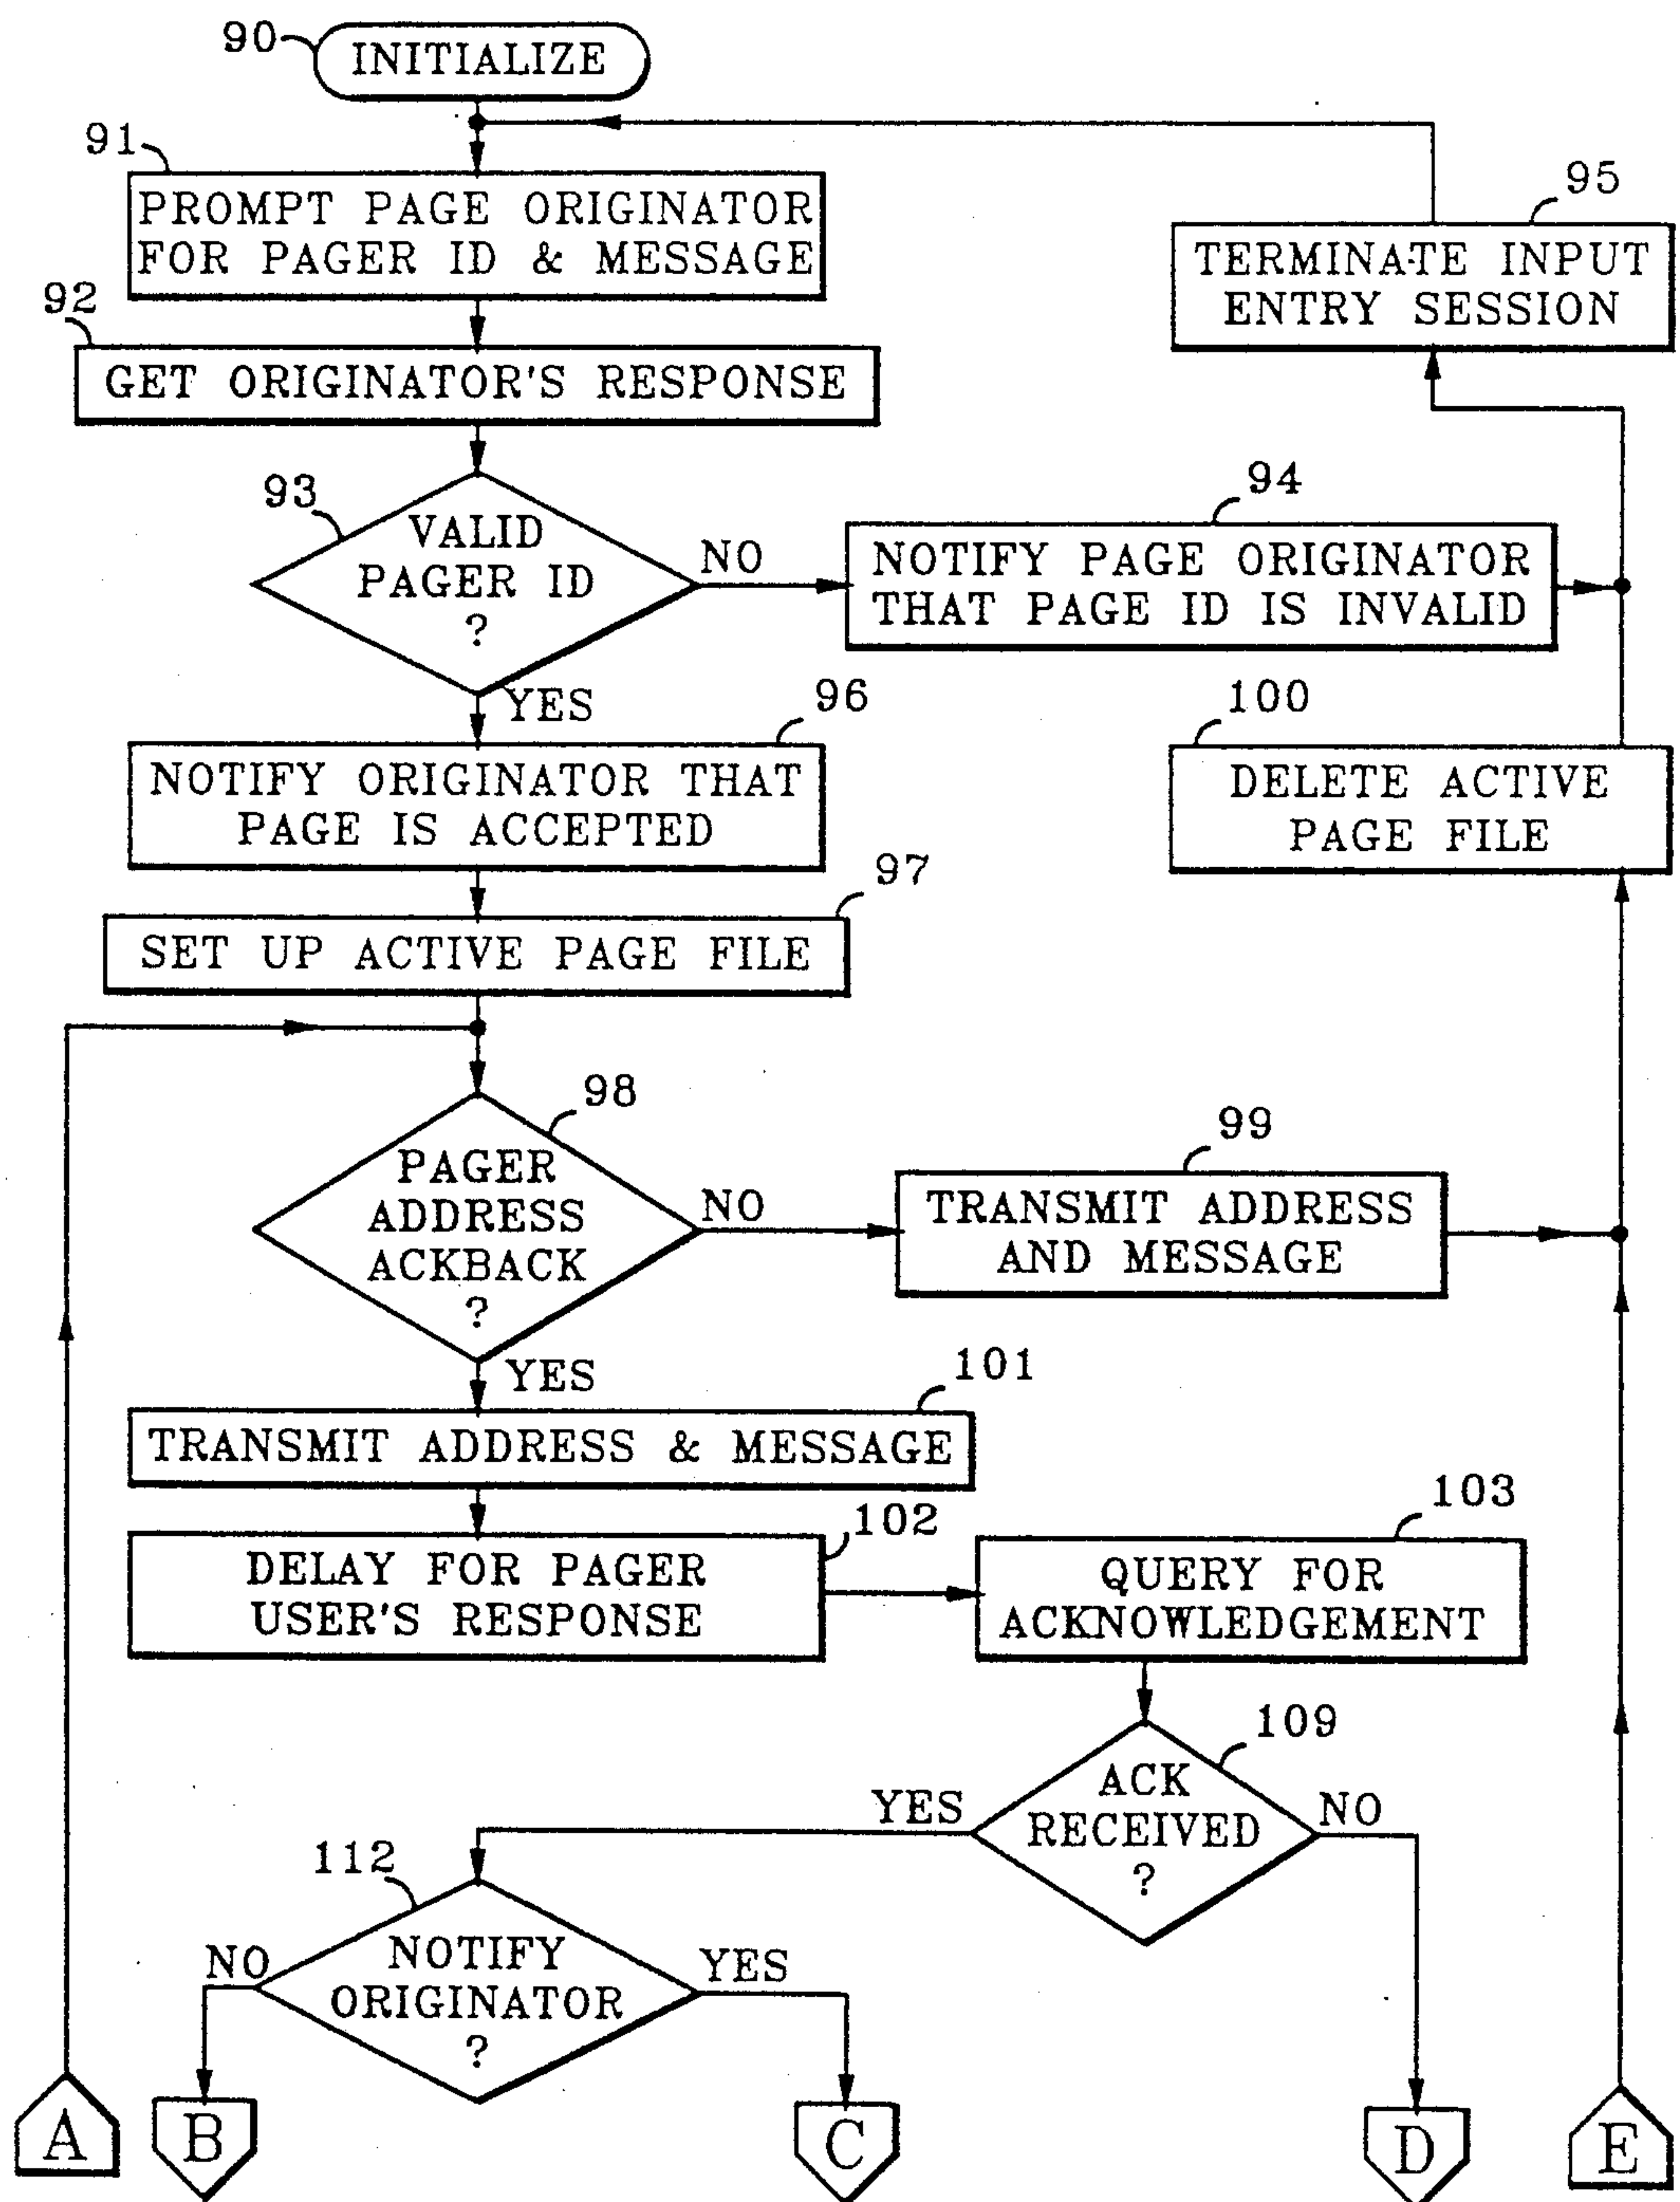 90
INITIALIZE
91
PROMPT PAGE ORIGINATOR
FOR PAGER ID & MESSAGE
95
TERMINATE INPUT
ENTRY SESSION
92
GET ORIGINATOR'S RESPONSE
93
VALID
PAGER ID
?
NO
94
NOTIFY PAGE ORIGINATOR
THAT PAGE ID IS INVALID
YES
96
NOTIFY ORIGINATOR THAT
PAGE IS ACCEPTED
100
DELETE ACTIVE
PAGE FILE
97
SET UP ACTIVE PAGE FILE
98
PAGER
ADDRESS
ACKBACK
?
NO
99
TRANSMIT ADDRESS
AND MESSAGE
YES
101
TRANSMIT ADDRESS & MESSAGE
102
DELAY FOR PAGER
USER'S RESPONSE
103
QUERY FOR
ACKNOWLEDGEMENT
109
ACK
RECEIVED
?
YES
NO
112
NOTIFY
ORIGINATOR
?
NO
YES
A
B
C
D
E